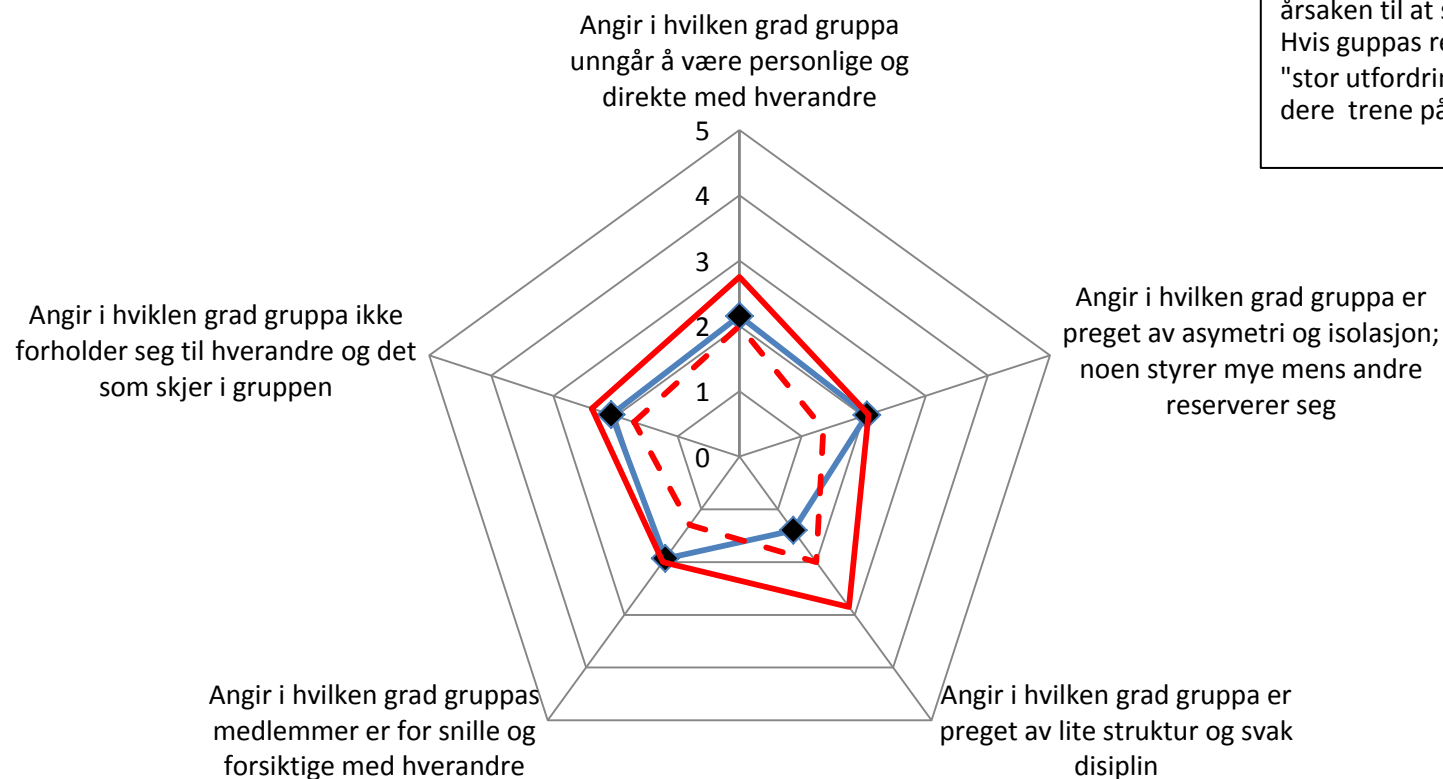 årsaken til at s
Hvis guppas re
"stor utfordrin
dere trene på
Angir i hvilken grad gruppa
unngår å være personlige og
direkte med hverandre
5
4
3
2
1
0
Angir i hvilken grad gruppa er
preget av asymetri og isolasjon;
noen styrer mye mens andre
reserverer seg
Angir i hviklen grad gruppa ikke
forholder seg til hverandre og det
som skjer i gruppen
Angir i hvilken grad gruppas
medlemmer er for snille og
forsiktige med hverandre
Angir i hvilken grad gruppa er
preget av lite struktur og svak
disiplin